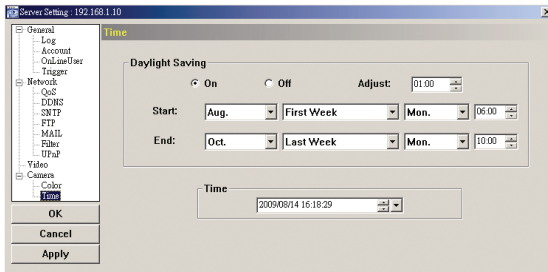 Server Setting : 192.168.1.10
General
Log
Account
OnLineUser
Trigger
Network
QoS
DDNS
SNTP
FTP
MAIL
Filter
UPnP
Video
Camera
Color
Time
OK
Cancel
Apply
Time
Daylight Saving
On Off Adjust: 01:00
Start: Aug. First Week Mon. 06:00
End: Oct. Last Week Mon. 10:00
Time
2009/08/14 16:18:29